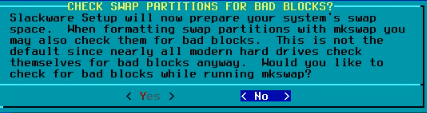 CHECK SWAP PARTITIONS FOR BAD BLOCKS?
Slackware Setup will now prepare your system's swap
space.  When formatting swap partitions with mkswap you
may also check them for bad blocks.  This is not the
default since nearly all modern hard drives check
themselves for bad blocks anyway.  Would you like to
check for bad blocks while running mkswap?
< Yes >          < No >